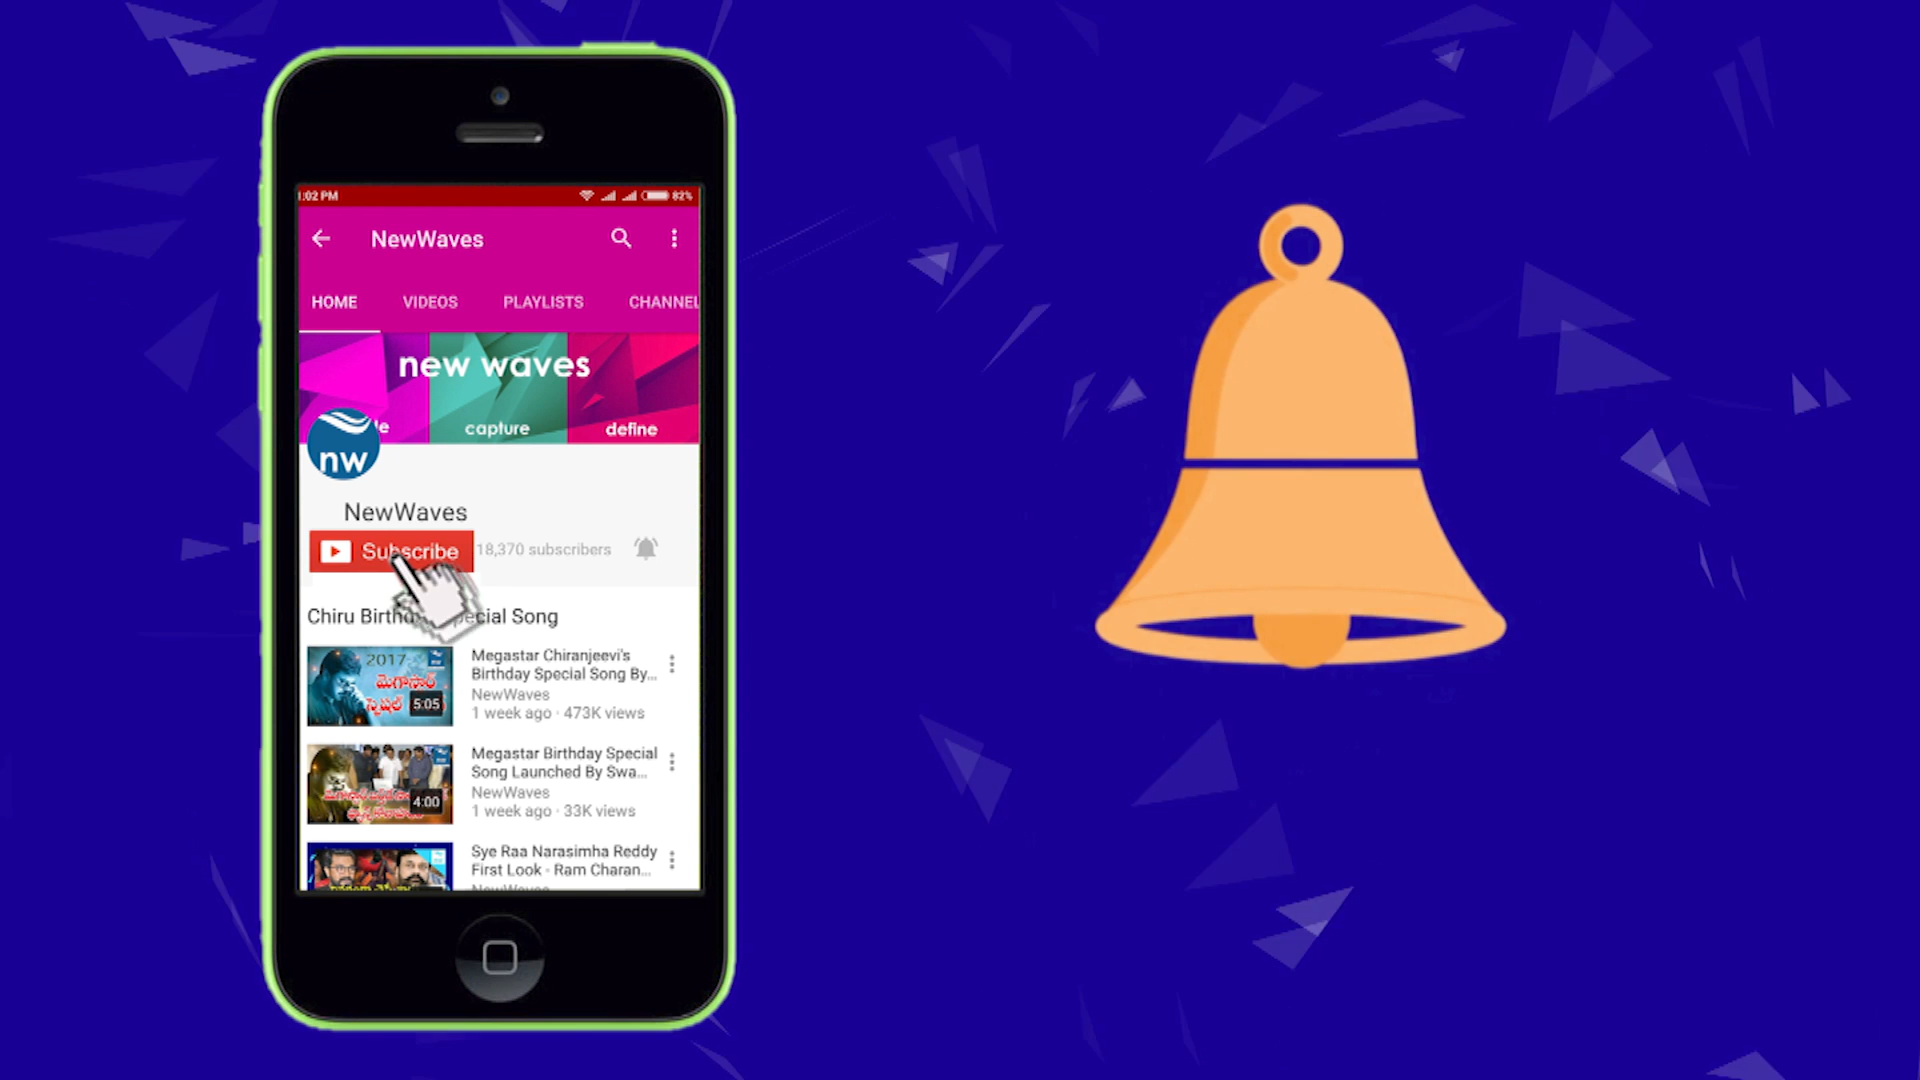 1:02 PM
82%
NewWaves
HOME VIDEOS PLAYLISTS CHANNEL
new waves
capture define
nw
NewWaves
Subscribe 18,370 subscribers
Chiru Special Song
2017
మెగాస్టార్
స్పెషల్
5:05
Megastar Chiranjeevi's
Birthday Special Song By...
NewWaves
1 week ago · 473K views
4:00
Megastar Birthday Special
Song Launched By Swa...
NewWaves
1 week ago · 33K views
Sye Raa Narasimha Reddy
First Look - Ram Charan...
NewWaves